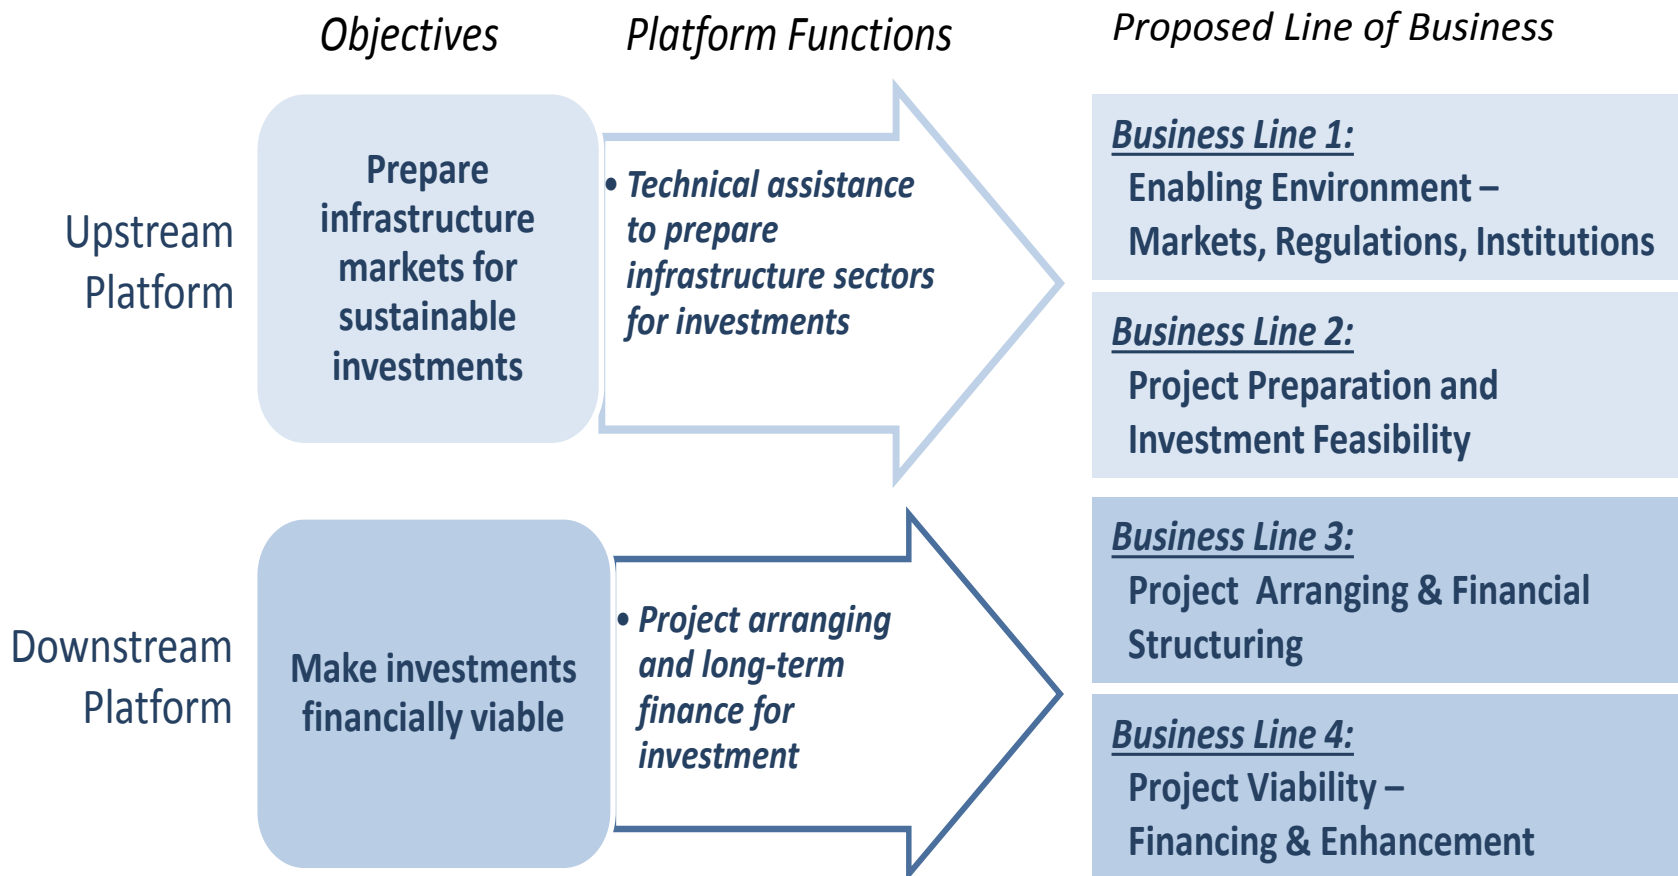 Objectives
Platform Functions
Proposed Line of Business
Upstream
Platform
Prepare
infrastructure
markets for
sustainable
investments
• Technical assistance
to prepare
infrastructure sectors
for investments
Business Line 1:
Enabling Environment –
Markets, Regulations, Institutions
Business Line 2:
Project Preparation and
Investment Feasibility
Downstream
Platform
Make investments
financially viable
• Project arranging
and long-term
finance for
investment
Business Line 3:
Project Arranging & Financial
Structuring
Business Line 4:
Project Viability –
Financing & Enhancement